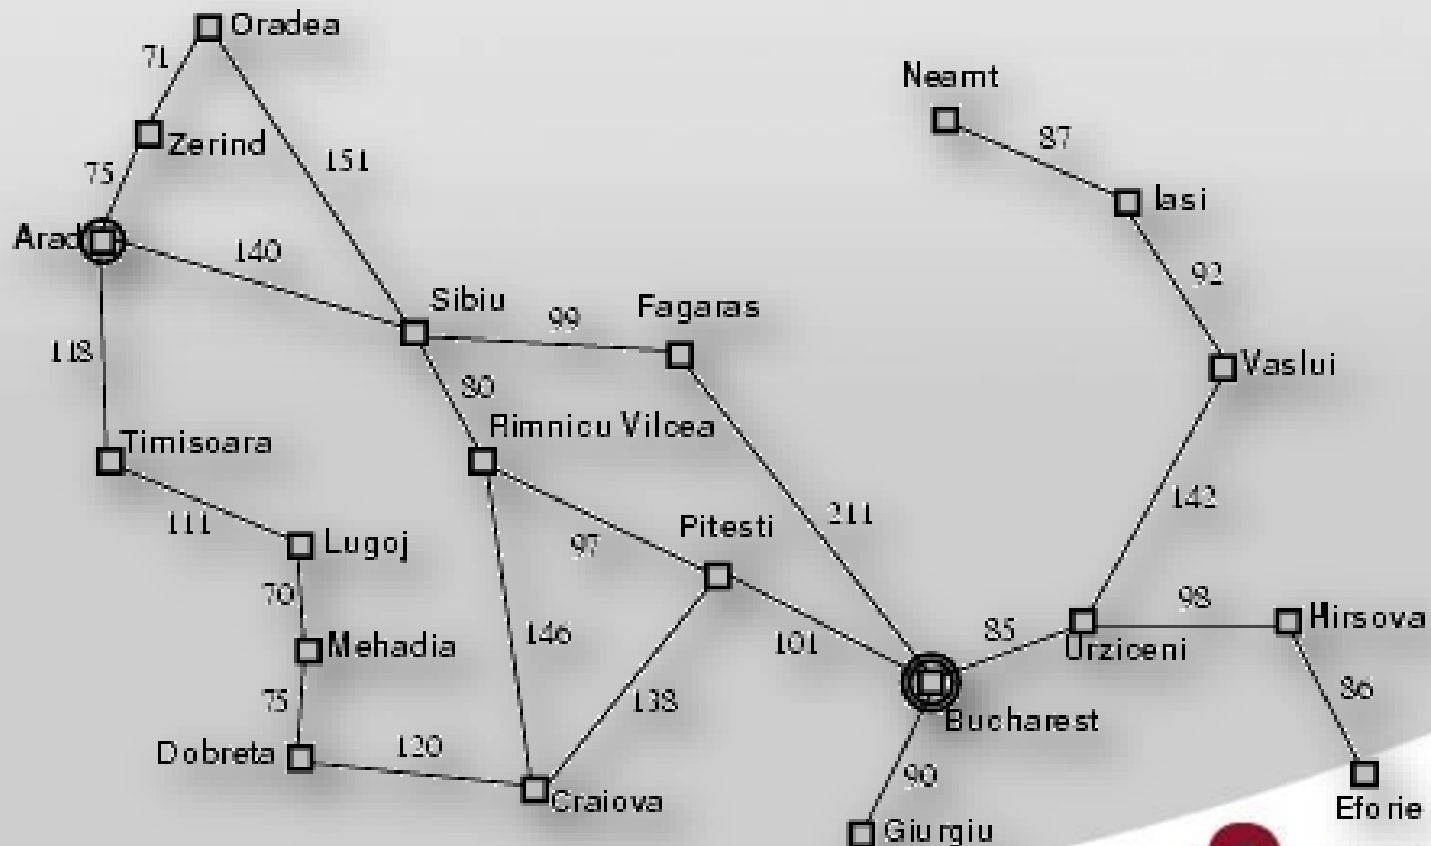 Oradea
71
Neamt
87
Zerind
151
75
Iasi
Arad
140
92
Sibiu
Fagaras
99
118
Vaslui
80
Rimnicu Vilcea
Timisoara
142
211
111
Pitesti
Lugoj
97
70
98
Hirsova
85
146
101
Mehadia
Urziceni
75
138
86
Bucharest
Dobreta
120
90
Craiova
Eforie
Giurgiu